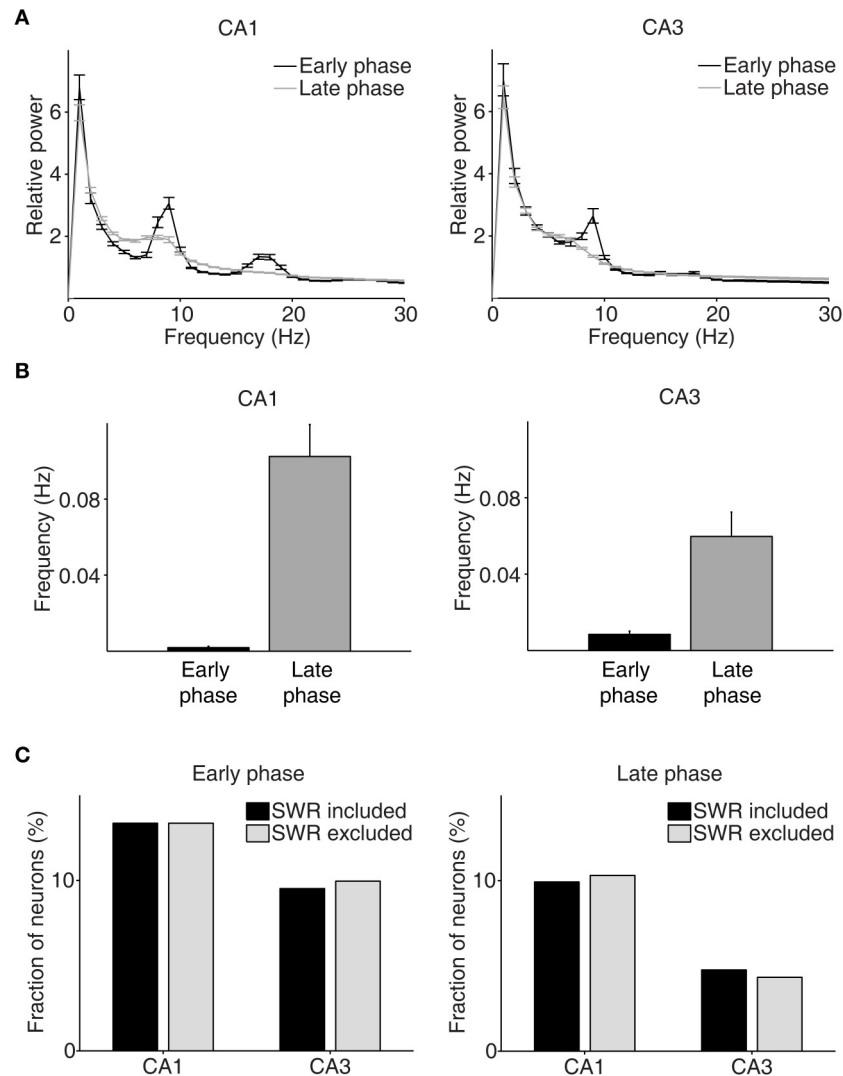 A
CA1
Early phase
Late phase
Relative power
6
4
2
0
10
20
30
Frequency (Hz)
CA3
Early phase
Late phase
Relative power
6
4
2
0
10
20
30
Frequency (Hz)
B
CA1
Frequency (Hz)
0.08
0.04
Early
phase
Late
phase
CA3
Frequency (Hz)
0.08
0.04
Early
phase
Late
phase
C
Early phase
SWR included
SWR excluded
Fraction of neurons (%)
10
0
CA1
CA3
Late phase
SWR included
SWR excluded
Fraction of neurons (%)
10
0
CA1
CA3